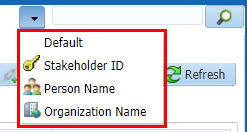 Default
Stakeholder ID
Person Name
Refresh
Organization Name